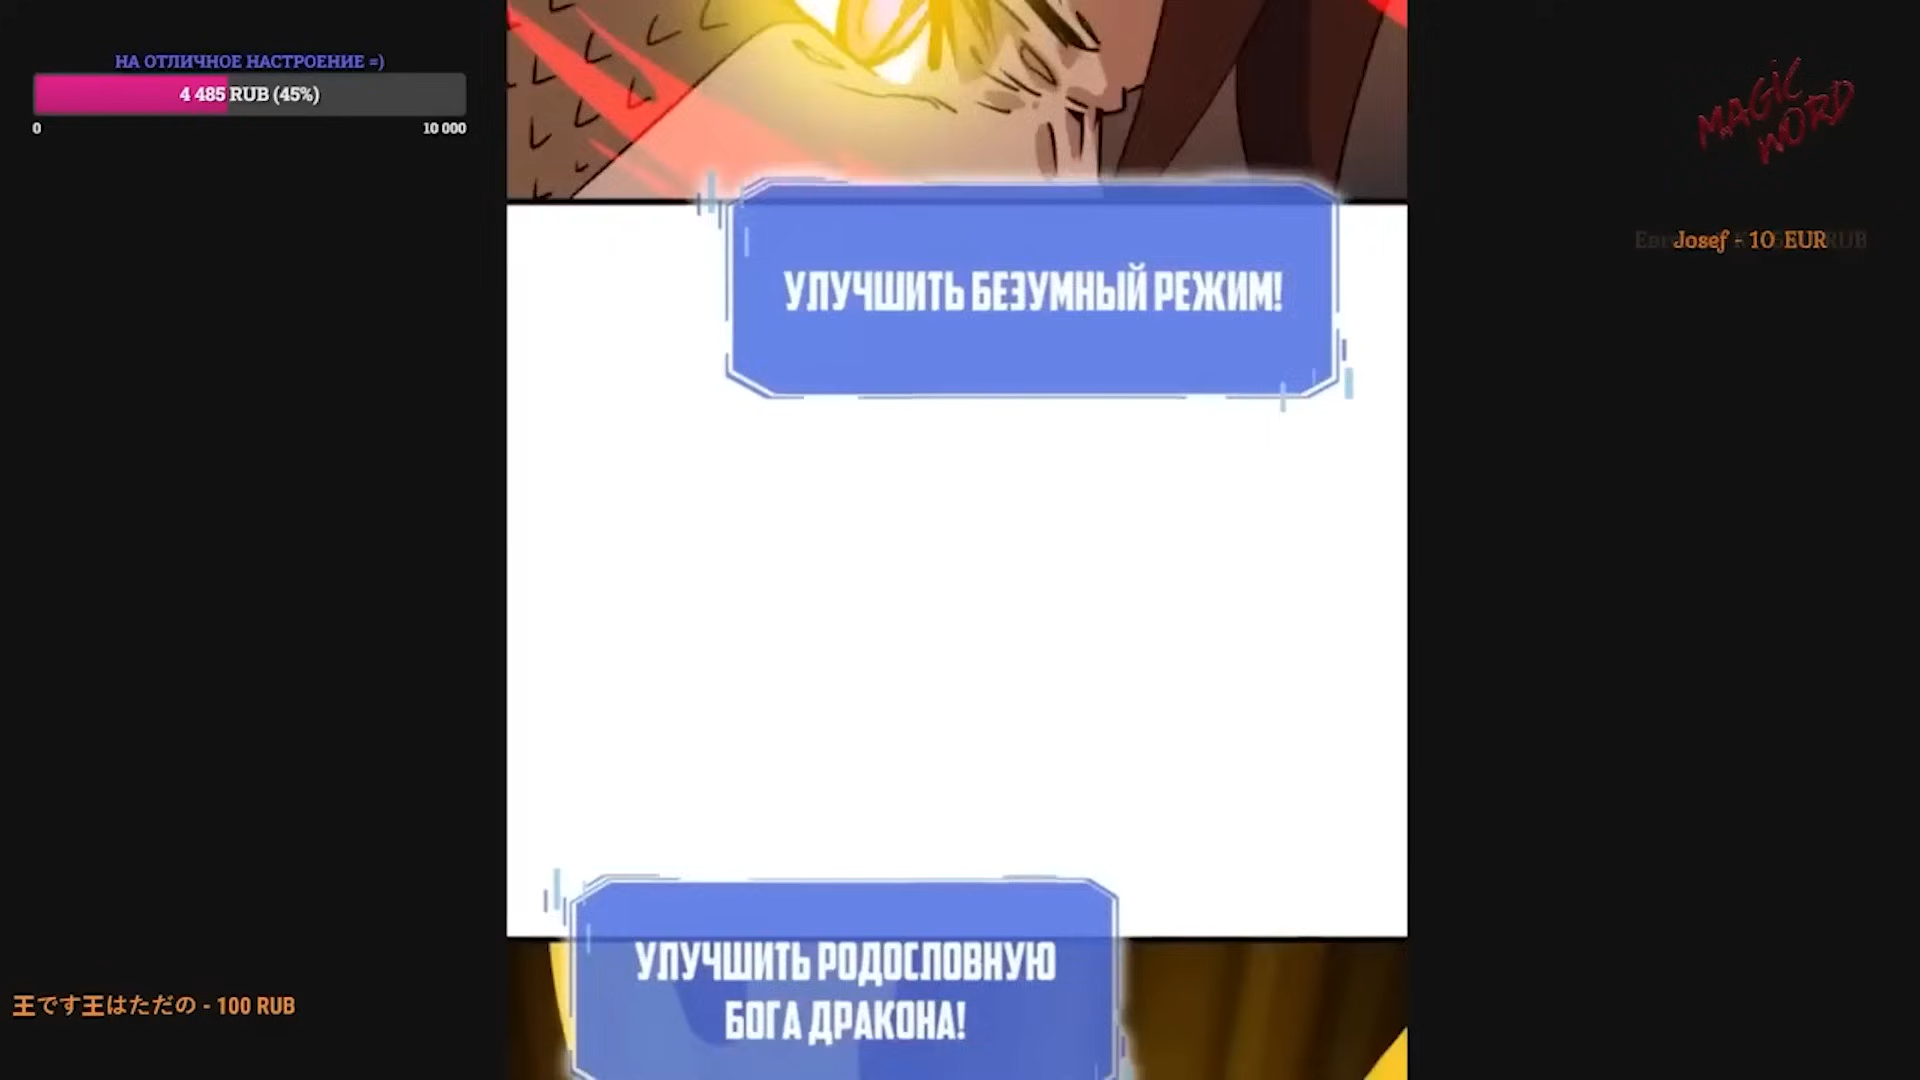 НА ОТЛИЧНОЕ НАСТРОЕНИЕ =)
4 485 RUB (45%)
0
10 000
MAGIC
WORD
Josef - 10 EUR
УЛУЧШИТЬ БЕЗУМНЫЙ РЕЖИМ!
УЛУЧШИТЬ РОДОСЛОВНУЮ
БОГА ДРАКОНА!
王です王はただの - 100 RUB